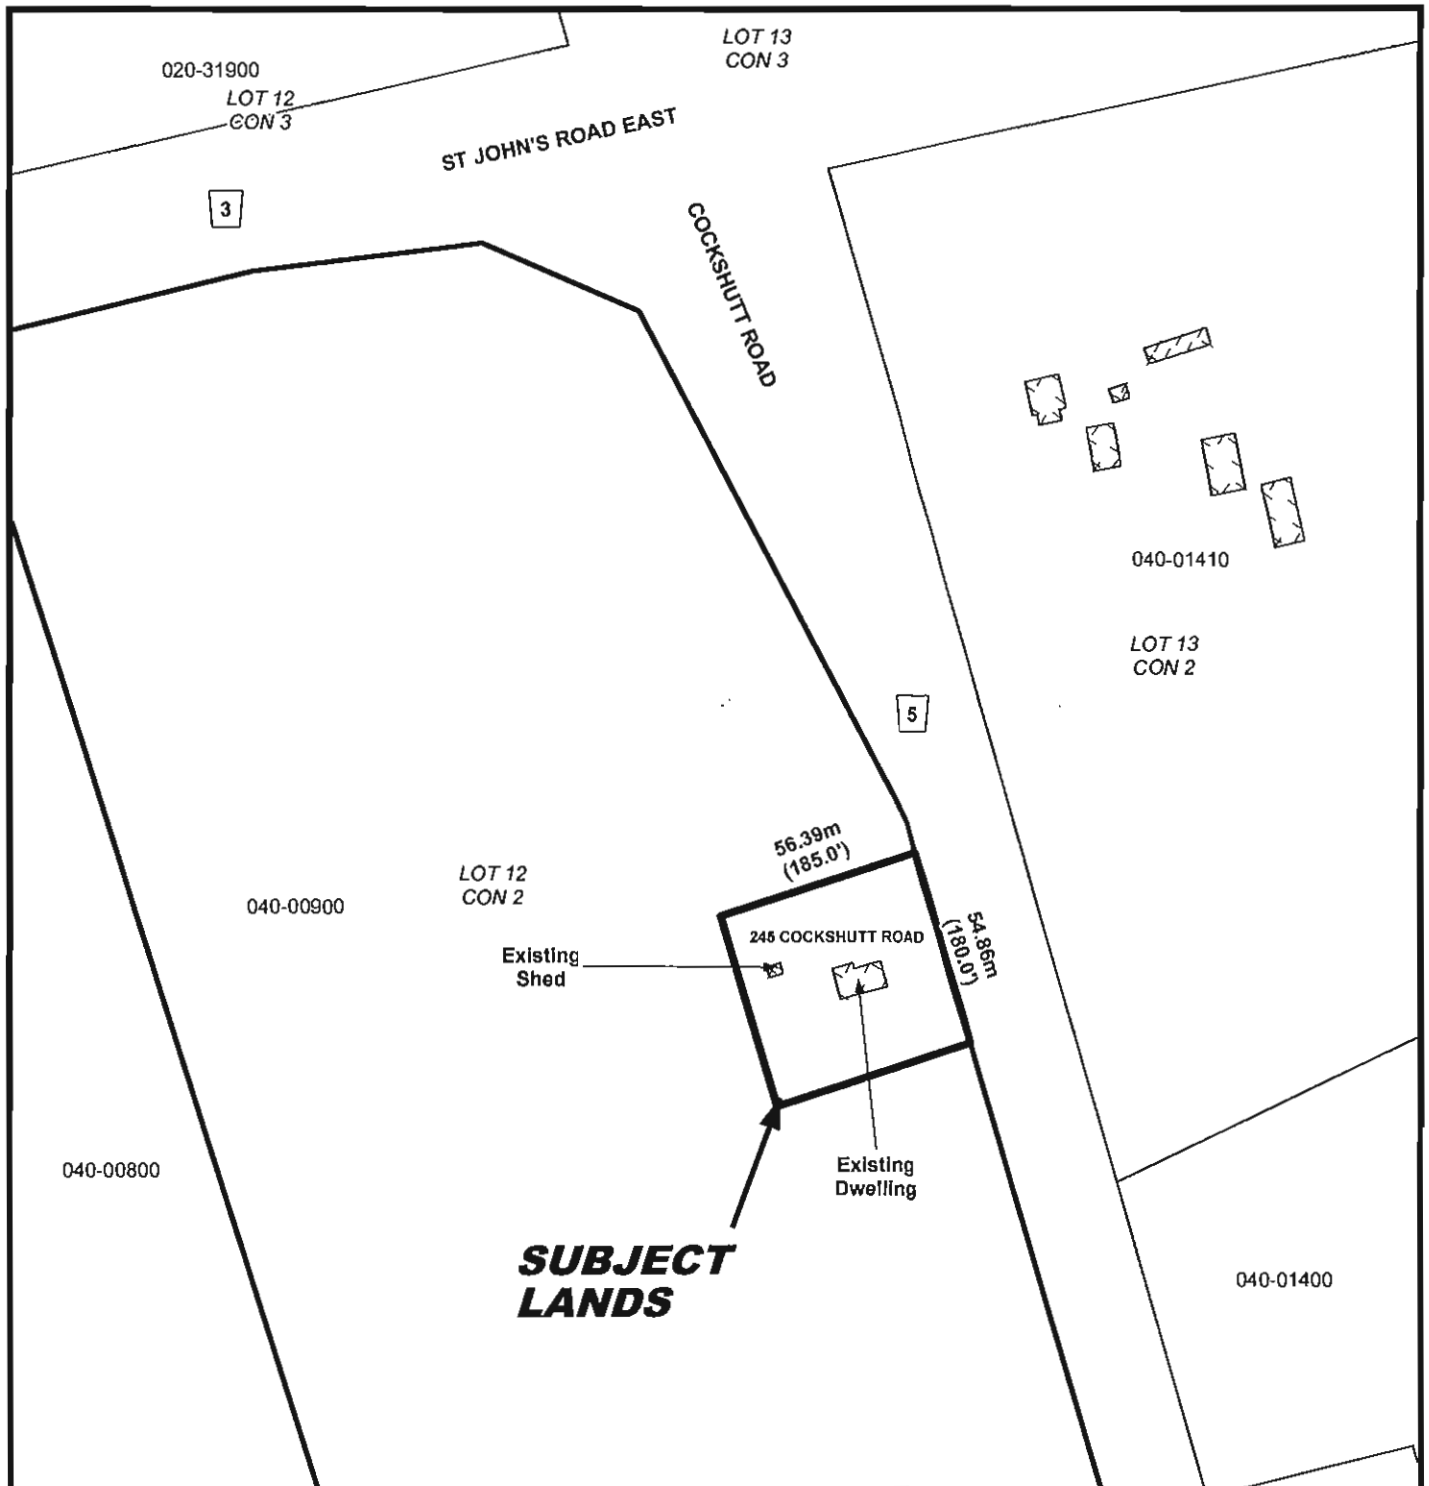 LOT 13
CON 3
020-31900
LOT 12
CON 3
ST JOHN'S ROAD EAST
3
COCKSHUTT ROAD
040-01410
LOT 13
CON 2
5
56.39m
(185.0')
LOT 12
CON 2
040-00900
245 COCKSHUTT ROAD
54.86m
(180.0')
Existing
Shed
Existing
Dwelling
040-00800
SUBJECT
LANDS
040-01400